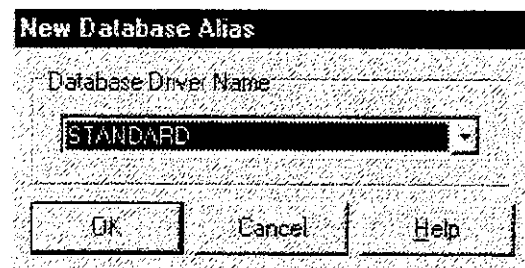 New Database Alias
Database Driver Name
STANDARD
OK
Cancel
Help